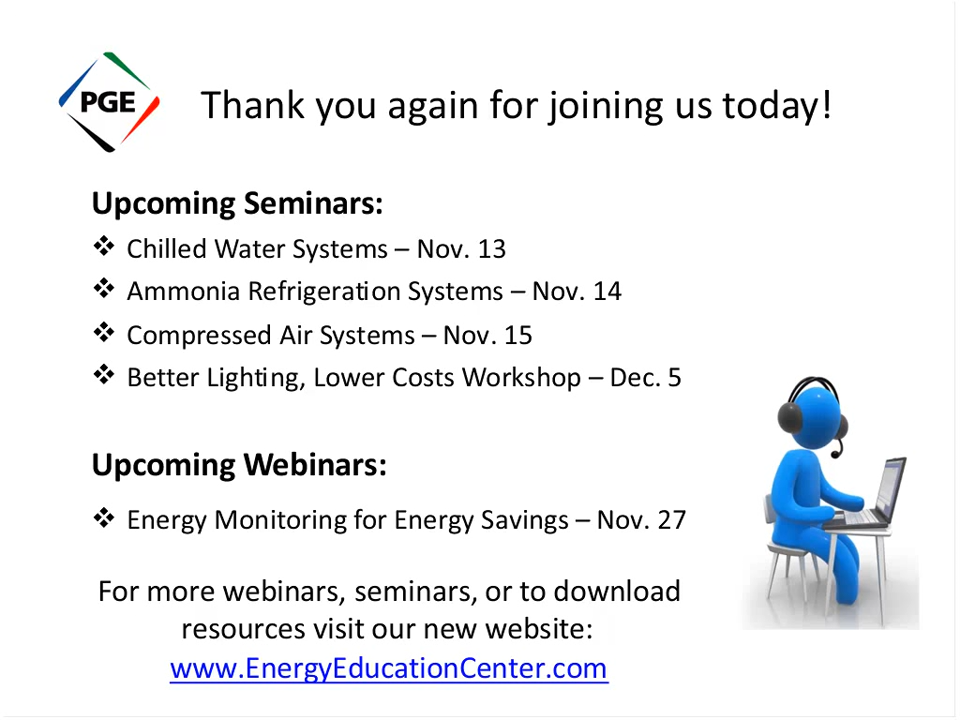 PGE
Thank you again for joining us today!
Upcoming Seminars:
❖ Chilled Water Systems – Nov. 13
❖ Ammonia Refrigeration Systems – Nov. 14
❖ Compressed Air Systems – Nov. 15
❖ Better Lighting, Lower Costs Workshop – Dec. 5
Upcoming Webinars:
❖ Energy Monitoring for Energy Savings – Nov. 27
For more webinars, seminars, or to download
resources visit our new website:
www.EnergyEducationCenter.com